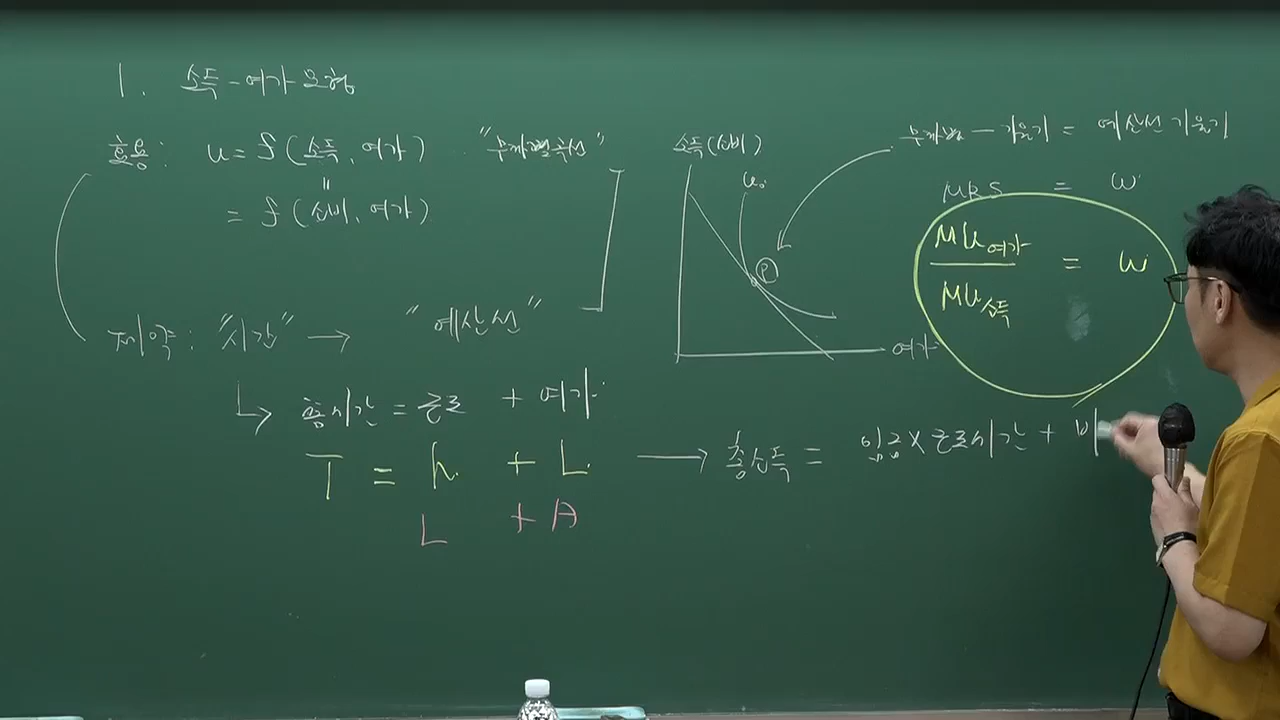 1. 소득-여가모형
효용: u = f(소득, 여가) "무차별곡선"
"
= f(소비, 여가)
제약: "시간" → "예산선"
↳ 총시간 = 근로 + 여가
T = h + L
L + A
소득(소비)
u₀
P
여가
무차별 - 기울기 = 예산선 기울기
MRS = w
MU여가 / MU소득 = w
→ 총소득 = 임금 × 근로시간 + 비